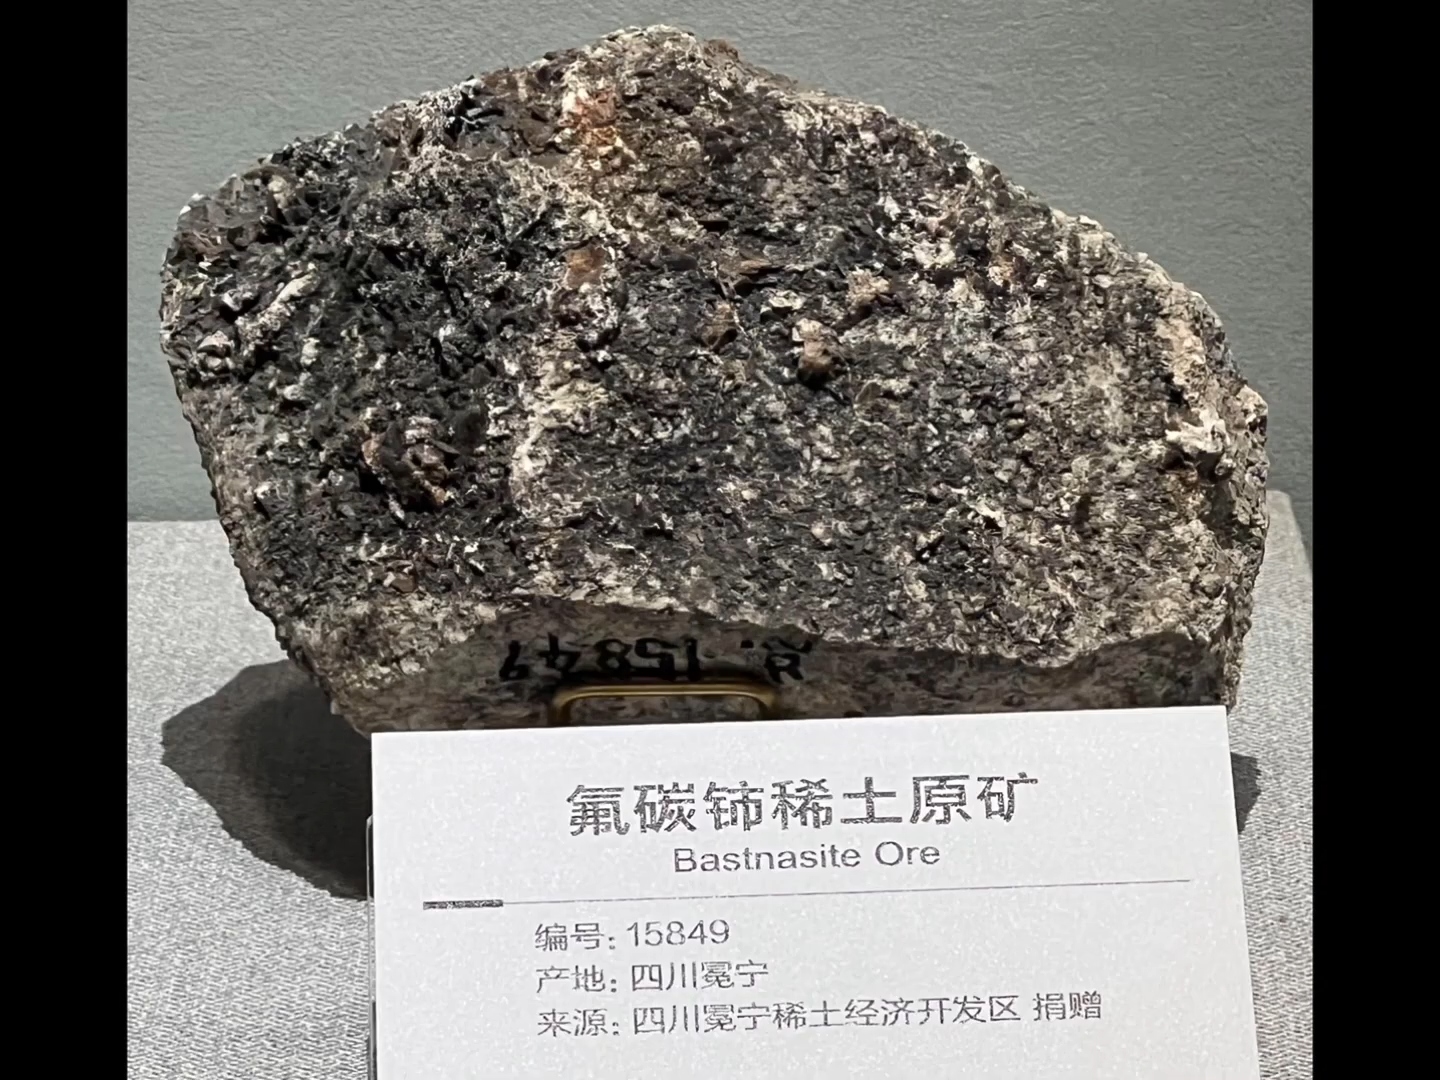 总.15849
氟碳铈稀土原矿
Bastnasite Ore
编号: 15849
产地: 四川冕宁
来源: 四川冕宁稀土经济开发区 捐赠